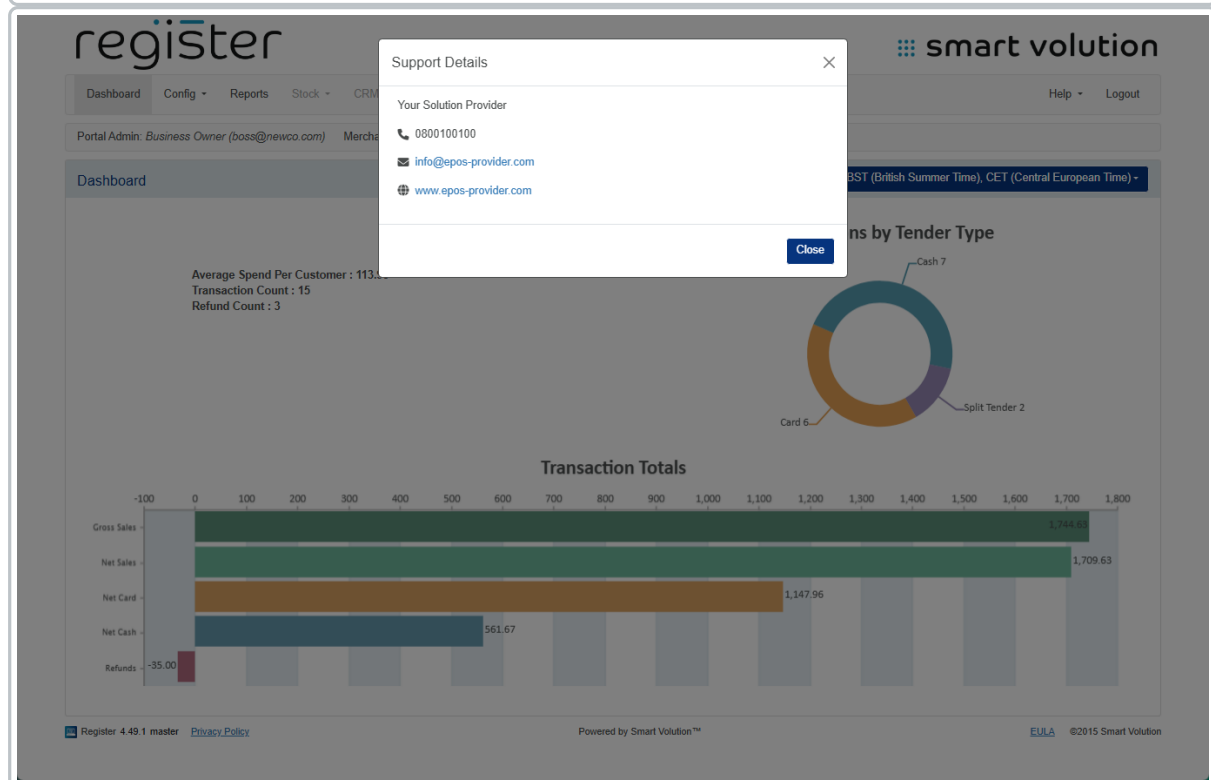 register
smart volution
Support Details
Dashboard Config Reports Stock CRM Help Logout
Your Solution Provider
0800100100
Portal Admin: Business Owner (boss@newco.com) Mercha
info@epos-provider.com
Dashboard
BST (British Summer Time), CET (Central European Time)
www.epos-provider.com
ns by Tender Type
Close
Average Spend Per Customer : 113.
Transaction Count : 15
Refund Count : 3
Cash 7
Split Tender 2
Card 6
Transaction Totals
-100 0 100 200 300 400 500 600 700 800 900 1,000 1,100 1,200 1,300 1,400 1,500 1,600 1,700 1,800
Gross Sales 1,744.63
Net Sales 1,709.63
Net Card 1,147.96
Net Cash 561.67
Refunds -35.00
Register 4.49.1 master Privacy Policy Powered by Smart Volution™ EULA ©2015 Smart Volution